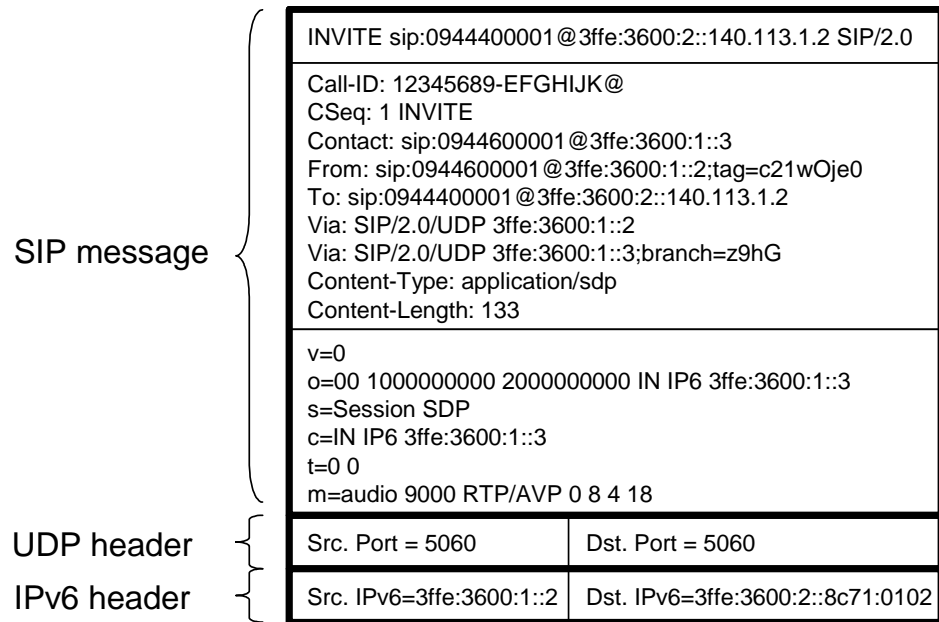 INVITE sip:0944400001@3ffe:3600:2::140.113.1.2 SIP/2.0
Call-ID: 12345689-EFGHIJK@
CSeq: 1 INVITE
Contact: sip:0944600001@3ffe:3600:1::3
From: sip:0944600001@3ffe:3600:1::2;tag=c21wOje0
To: sip:0944400001@3ffe:3600:2::140.113.1.2
Via: SIP/2.0/UDP 3ffe:3600:1::2
Via: SIP/2.0/UDP 3ffe:3600:1::3;branch=z9hG
Content-Type: application/sdp
Content-Length: 133
SIP message
v=0
o=00 1000000000 2000000000 IN IP6 3ffe:3600:1::3
s=Session SDP
c=IN IP6 3ffe:3600:1::3
t=0 0
m=audio 9000 RTP/AVP 0 8 4 18
UDP header
Src. Port = 5060
Dst. Port = 5060
IPv6 header
Src. IPv6=3ffe:3600:1::2
Dst. IPv6=3ffe:3600:2::8c71:0102